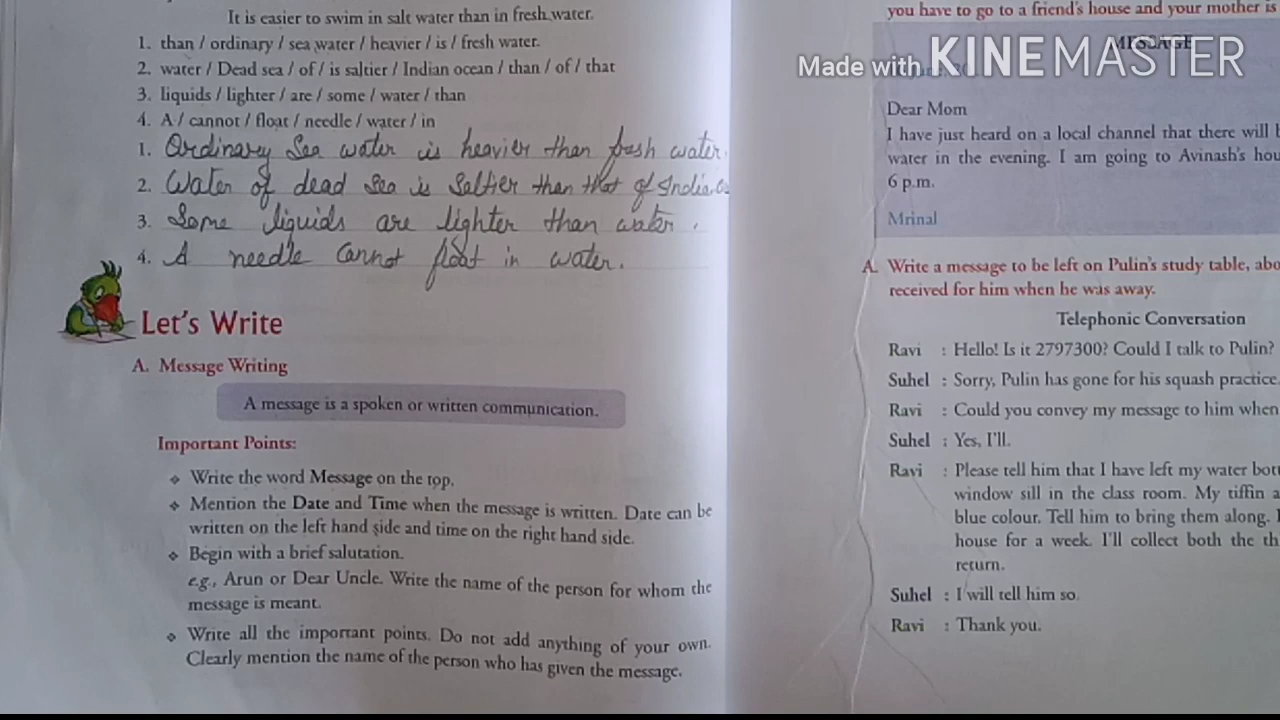 It is easier to swim in salt water than in fresh water.
1. than / ordinary / sea water / heavier / is / fresh water.
2. water / Dead sea / of / is saltier / Indian ocean / than / of / that
3. liquids / lighter / are / some / water / than
4. A / cannot / float / needle / water / in
1. Ordinary Sea water is heavier than fresh water.
2. Water of dead Sea is Saltier than that of India
3. Some liquids are lighter than water.
4. A needle cannot float in water.
Let's Write
A. Message Writing
A message is a spoken or written communication.
Important Points:
❖ Write the word Message on the top.
❖ Mention the Date and Time when the message is written. Date can be
written on the left hand side and time on the right hand side.
❖ Begin with a brief salutation.
e.g., Arun or Dear Uncle. Write the name of the person for whom the
message is meant.
❖ Write all the important points. Do not add anything of your own.
Clearly mention the name of the person who has given the message.
you have to go to a friend's house and your mother is
MESSAGE
Made with KINEMASTER
Dear Mom
I have just heard on a local channel that there will b
water in the evening. I am going to Avinash's hou
6 p.m.
Mrinal
A. Write a message to be left on Pulin's study table, abo
received for him when he was away.
Telephonic Conversation
Ravi : Hello! Is it 2797300? Could I talk to Pulin?
Suhel : Sorry, Pulin has gone for his squash practice.
Ravi : Could you convey my message to him when
Suhel : Yes, I'll.
Ravi : Please tell him that I have left my water bott
window sill in the class room. My tiffin a
blue colour. Tell him to bring them along. I
house for a week. I'll collect both the th
return.
Suhel : I will tell him so.
Ravi : Thank you.